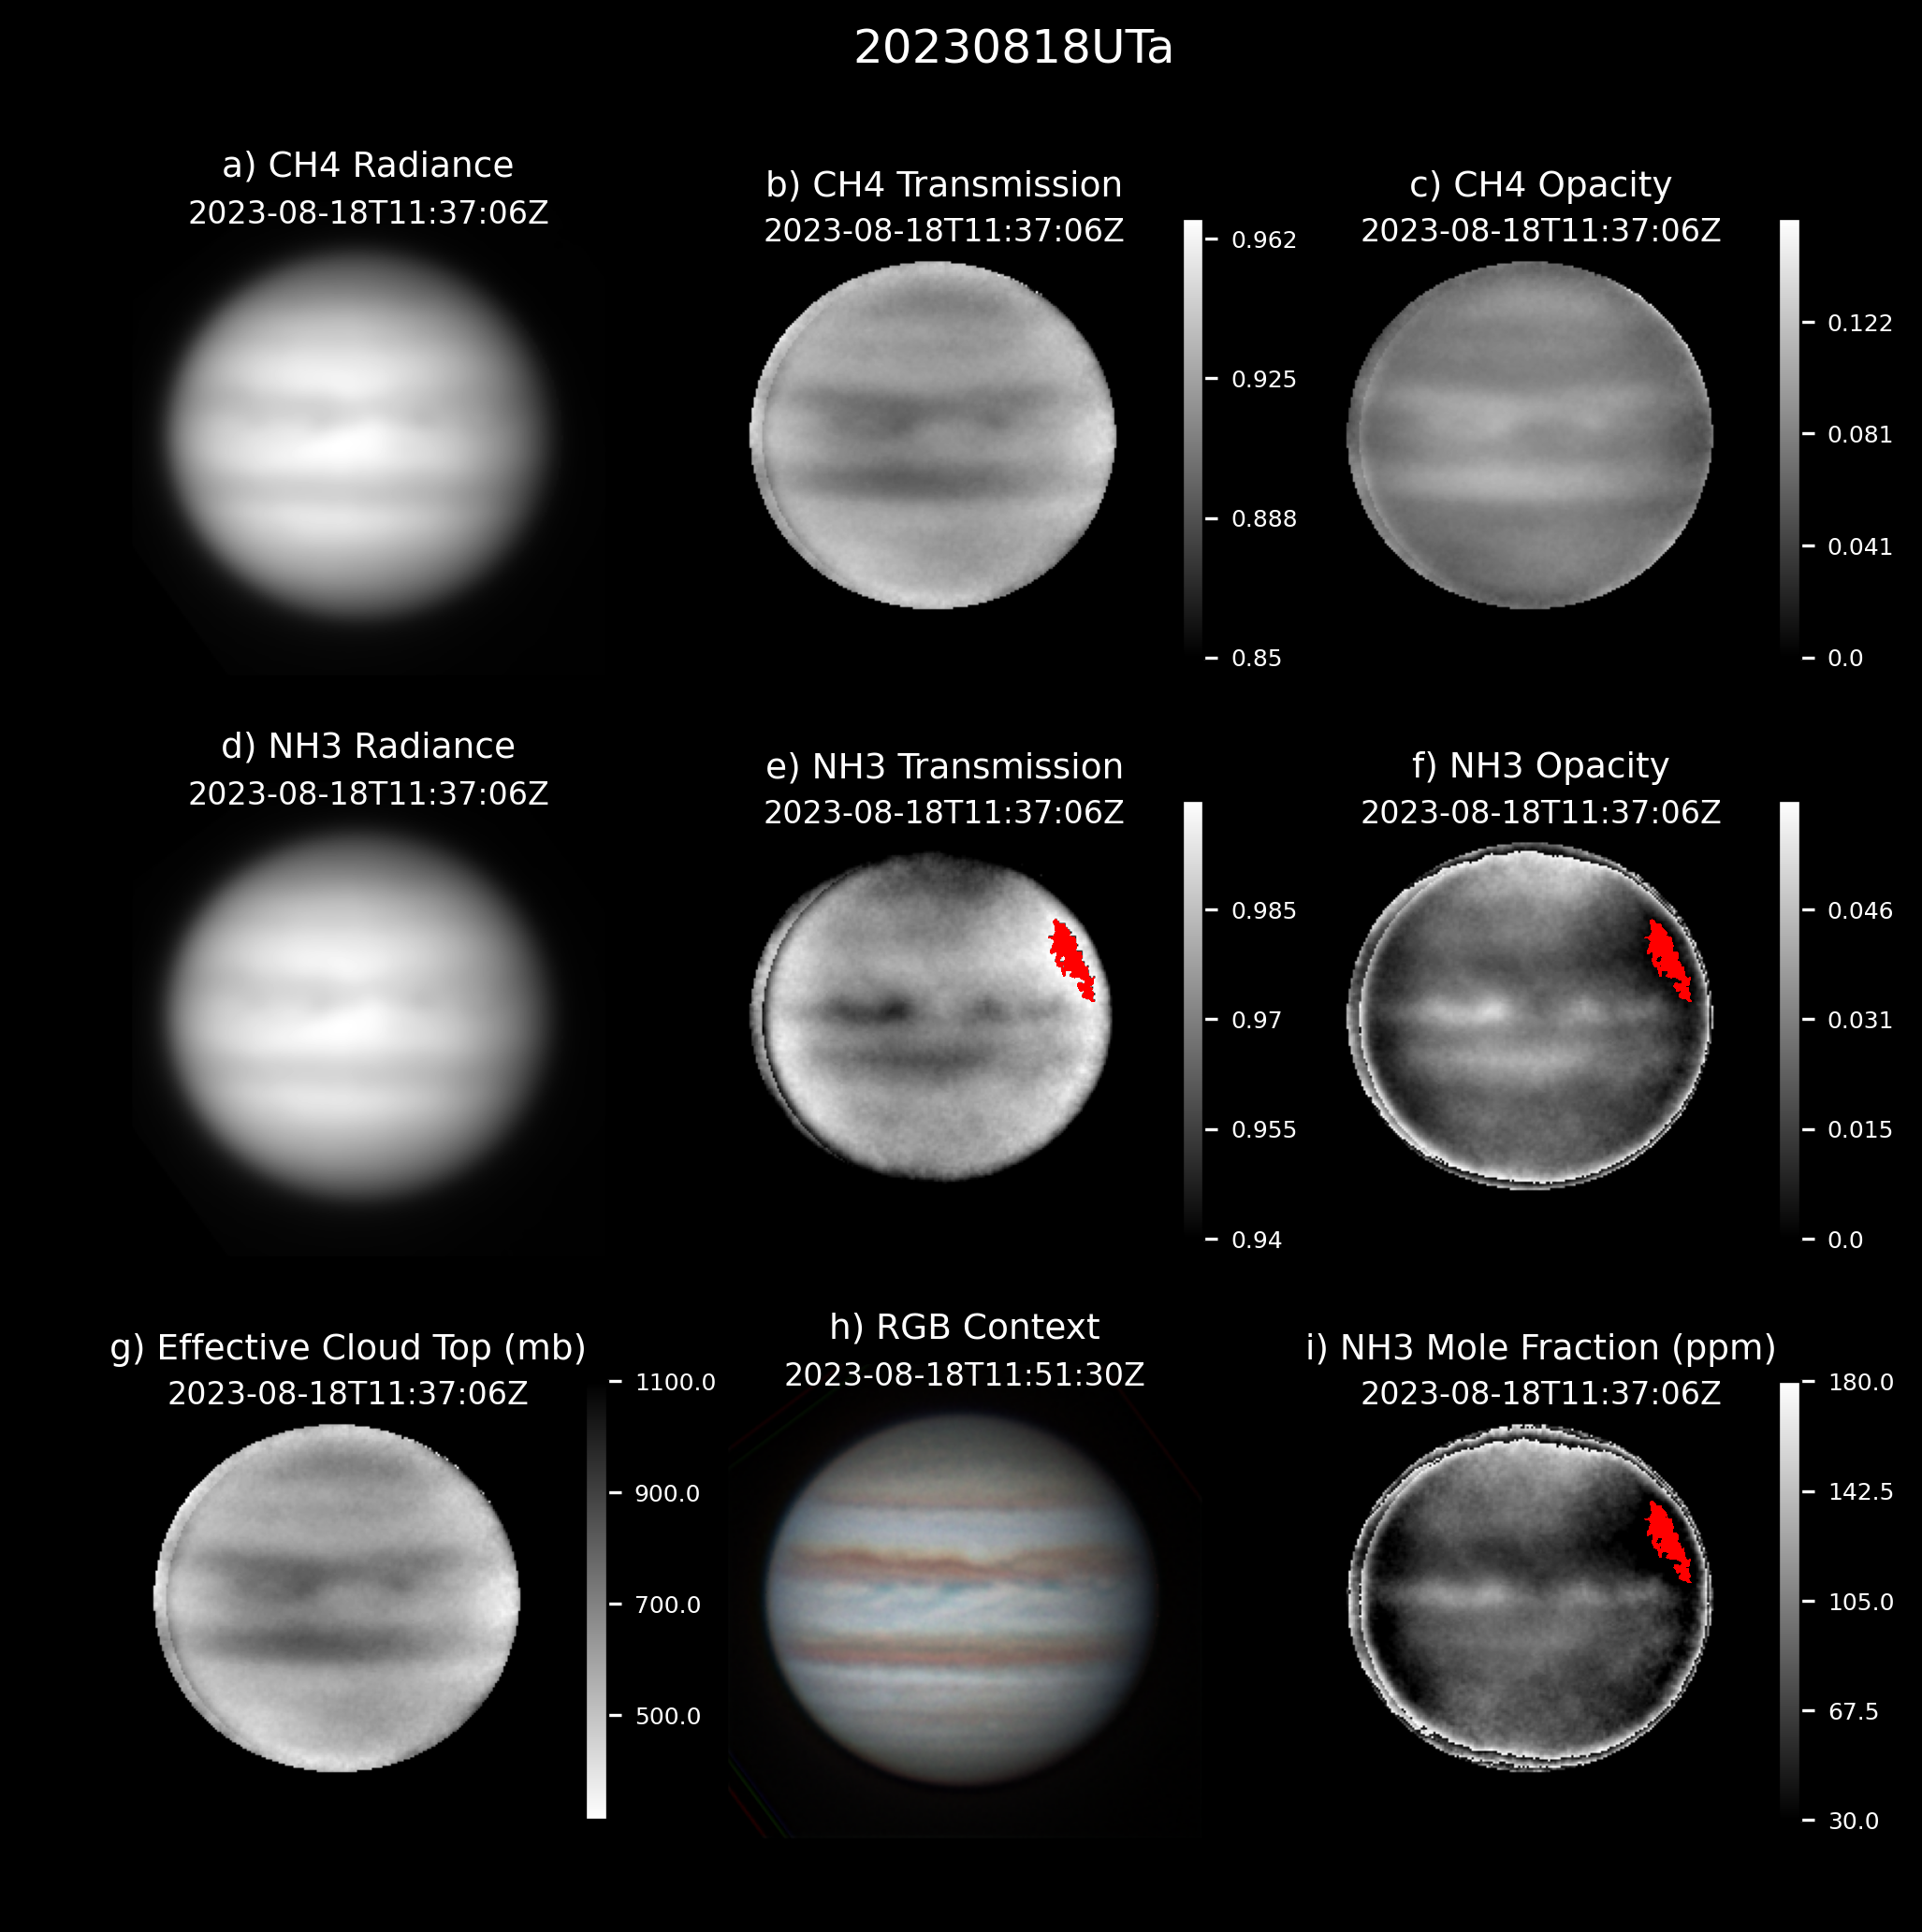 20230818UTa
a) CH4 Radiance
2023-08-18T11:37:06Z
b) CH4 Transmission
2023-08-18T11:37:06Z
0.962
0.925
0.888
0.85
c) CH4 Opacity
2023-08-18T11:37:06Z
0.122
0.081
0.041
0.0
d) NH3 Radiance
2023-08-18T11:37:06Z
e) NH3 Transmission
2023-08-18T11:37:06Z
0.985
0.97
0.955
0.94
f) NH3 Opacity
2023-08-18T11:37:06Z
0.046
0.031
0.015
0.0
g) Effective Cloud Top (mb)
2023-08-18T11:37:06Z
1100.0
900.0
700.0
500.0
h) RGB Context
2023-08-18T11:51:30Z
i) NH3 Mole Fraction (ppm)
2023-08-18T11:37:06Z
180.0
142.5
105.0
67.5
30.0